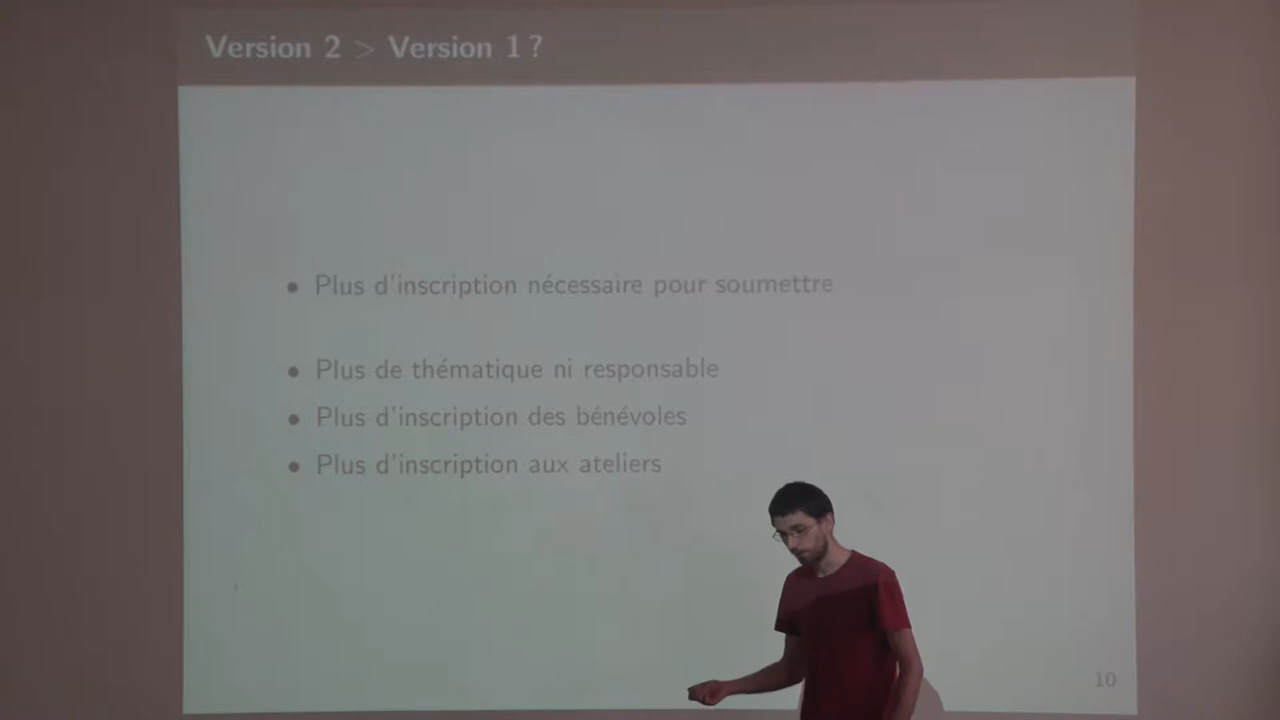 Version 2 > Version 1 ?
• Plus d'inscription nécessaire pour soumettre
• Plus de thématique ni responsable
• Plus d'inscription des bénévoles
• Plus d'inscription aux ateliers
10